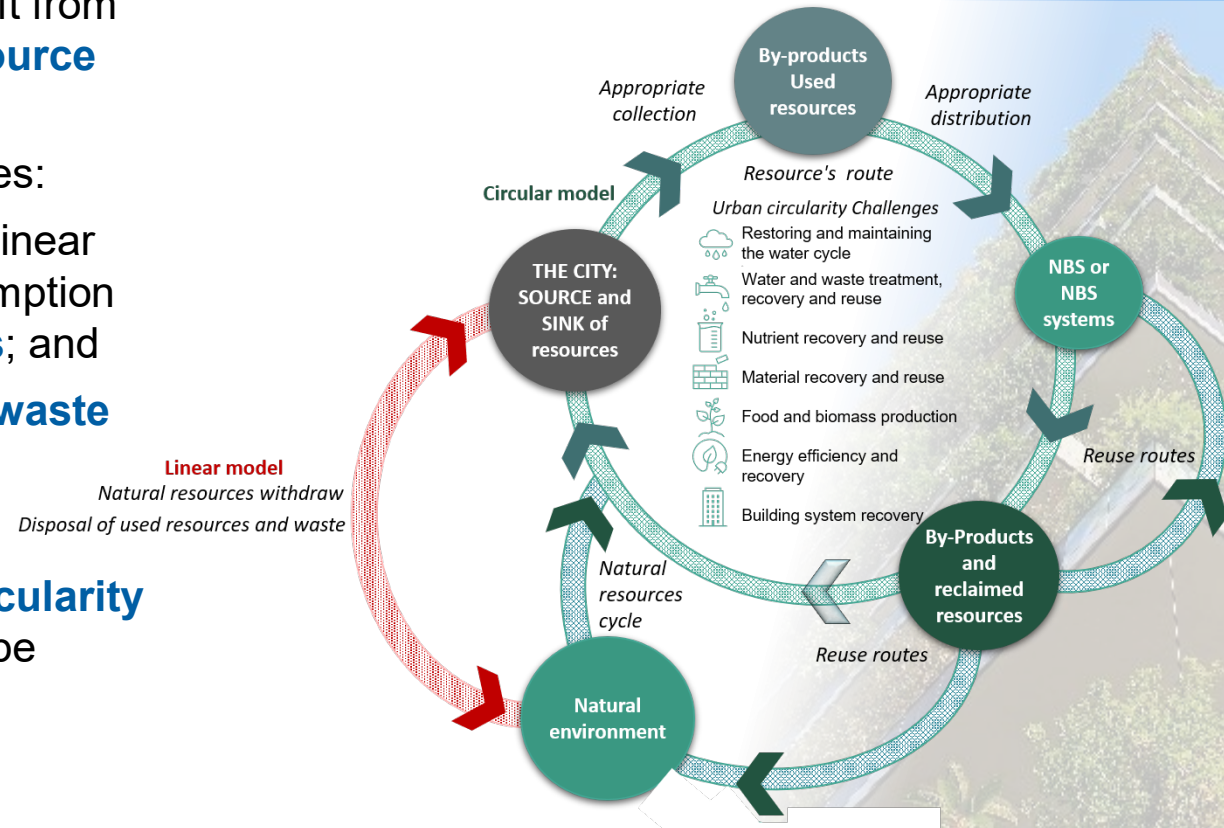 it from
ource
es:
inear
mption
s; and
waste
cularity
be
By-products
Used
resources
Appropriate
collection
Appropriate
distribution
Circular model
Resource's route
Urban circularity Challenges
Restoring and maintaining
the water cycle
Water and waste treatment,
recovery and reuse
Nutrient recovery and reuse
Material recovery and reuse
Food and biomass production
Energy efficiency and
recovery
Building system recovery
THE CITY:
SOURCE and
SINK of
resources
NBS or
NBS
systems
Reuse routes
Linear model
Natural resources withdraw
Disposal of used resources and waste
By-Products
and
reclaimed
resources
Natural
resources
cycle
Reuse routes
Natural
environment